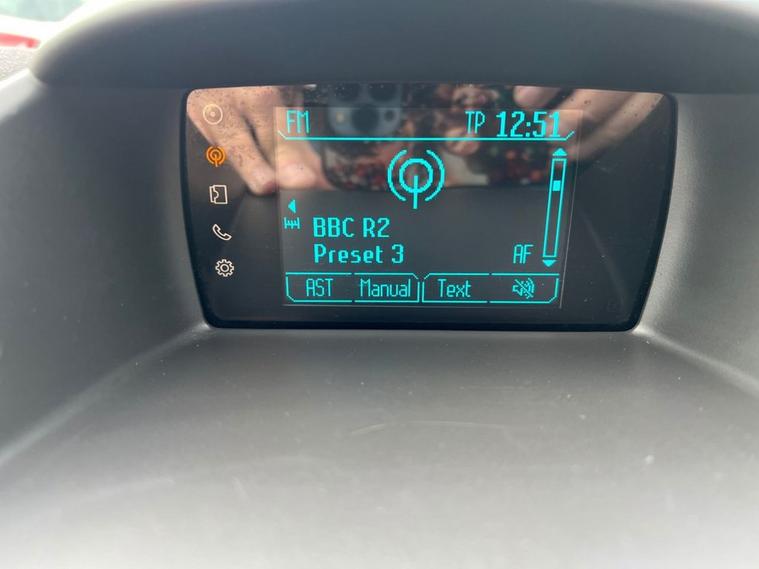 FM TP 12:51
BBC R2
Preset 3 AF
AST Manual Text